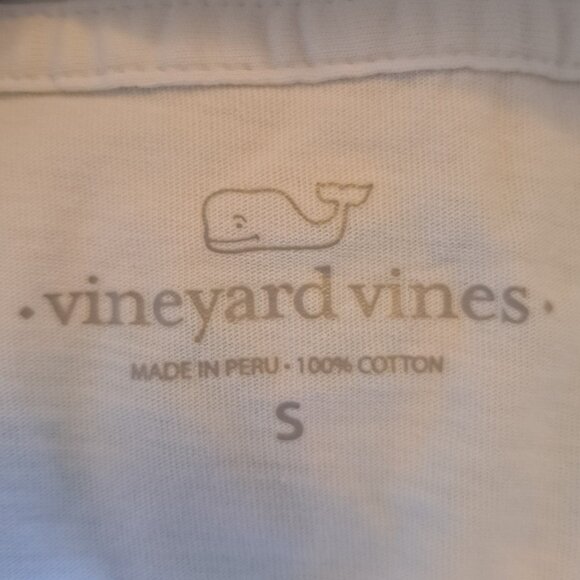 • vineyard vines •
MADE IN PERU • 100% COTTON
S